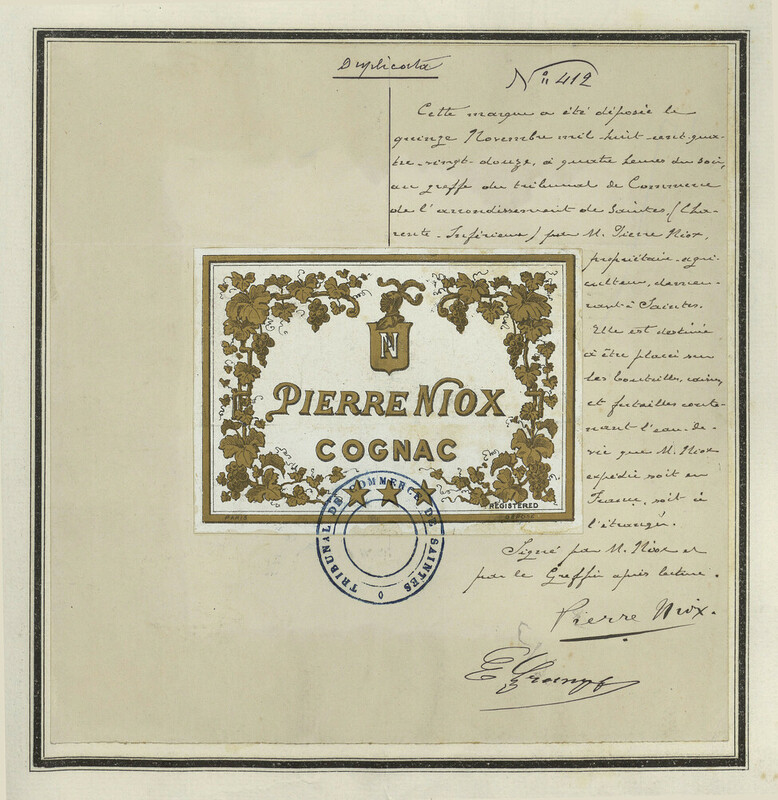 Duplicata
N° 412
Cette marque a été déposée le
quinze Novembre mil-huit-cent-qua-
tre-vingt-douze, à quatre heures du soir,
au greffe du tribunal de Commerce
de l'arrondissement de Saintes, (Cha-
rente-Inférieure) par M. Pierre Niox,
propriétaire-agri-
culteur, demeu-
rant à Saintes.
Elle est destinée
à être placée sur
les bouteilles, caisses
et futailles conte-
nant l'eau-de-
vie que M. Niox
expédie soit en
France, soit à
l'étranger.
Signé par M. Niox et
par le Greffier après lecture.
Pierre Niox.
N
PIERRE NIOX
COGNAC
REGISTERED
PARIS
TRIBUNAL DE COMMERCE DE SAINTES